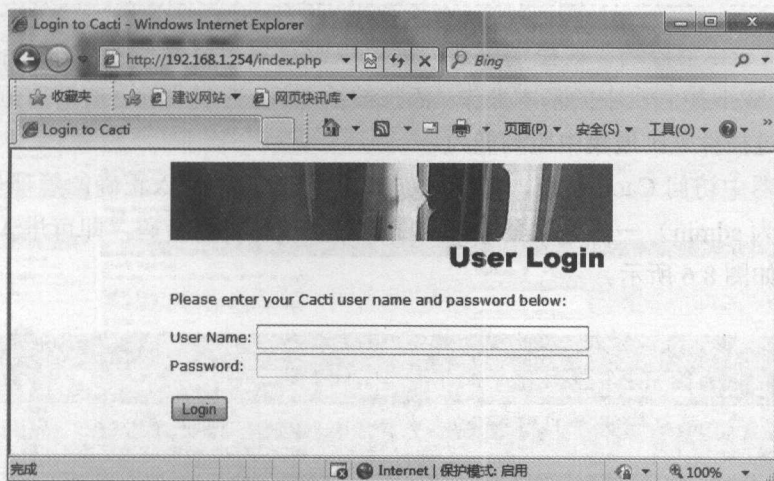 Login to Cacti - Windows Internet Explorer
http://192.168.1.254/index.php
Bing
收藏夹
建议网站
网页快讯库
Login to Cacti
页面(P)
安全(S)
工具(O)
»
User Login
Please enter your Cacti user name and password below:
User Name:
Password:
Login
完成
Internet | 保护模式: 启用
100%